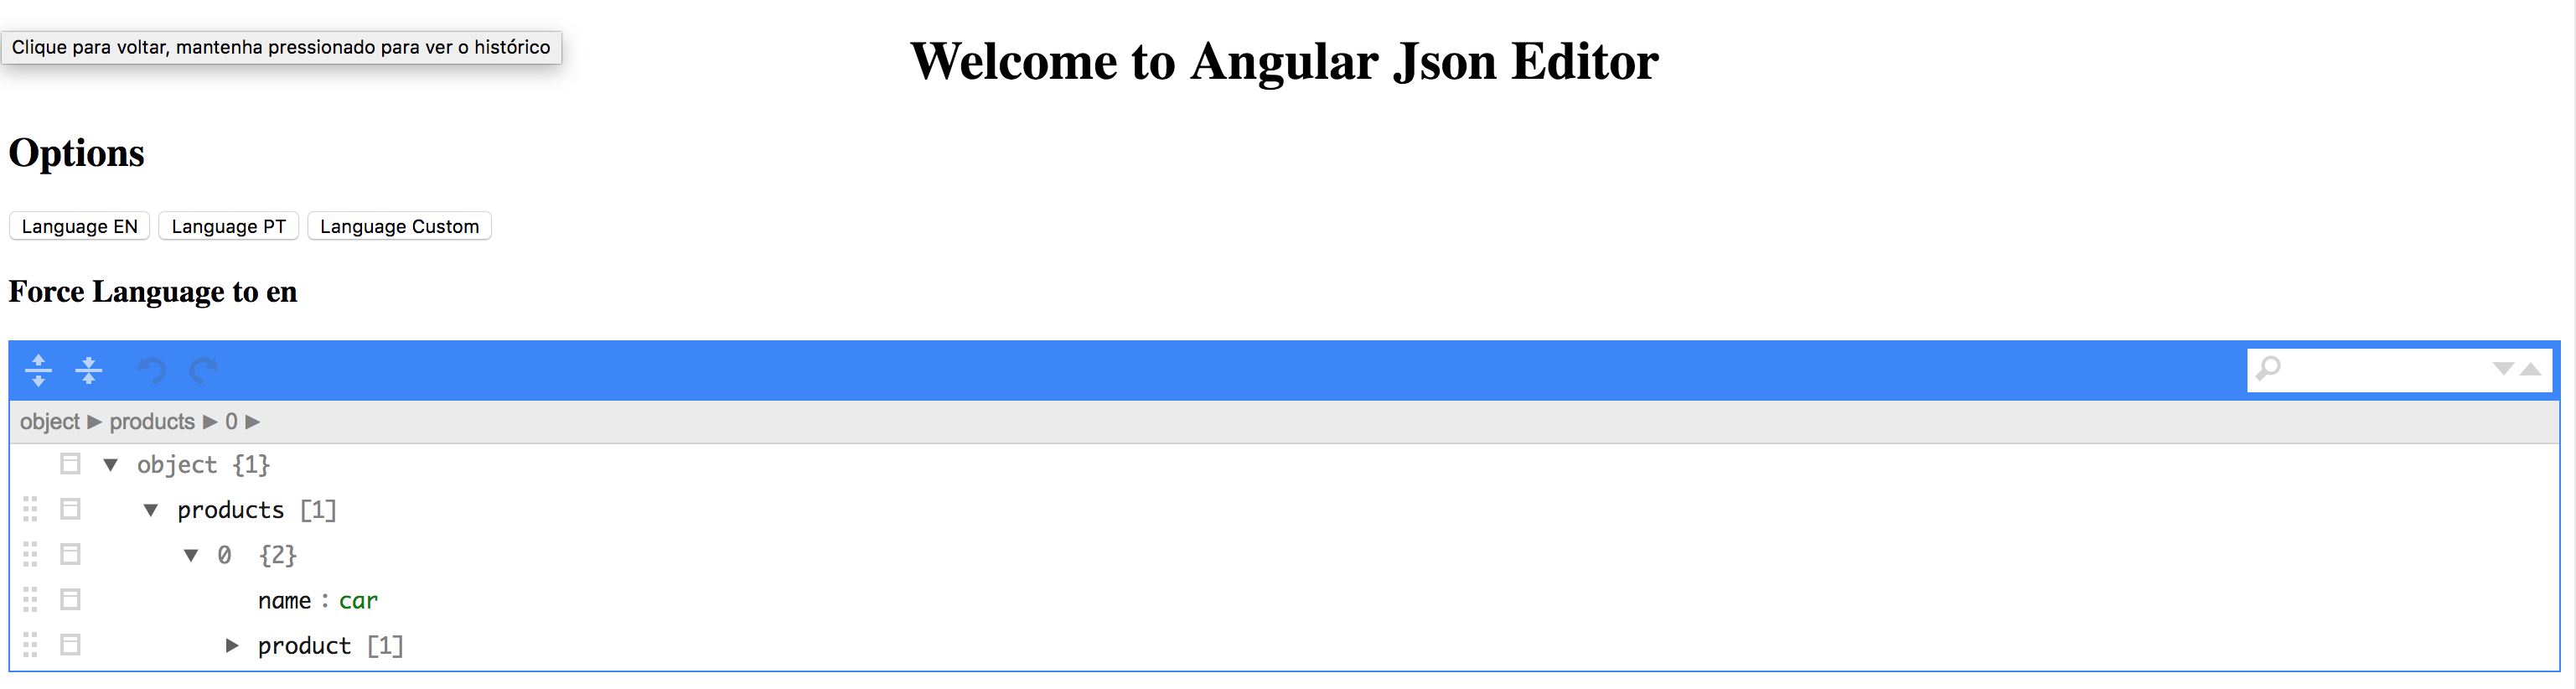 Clique para voltar, mantenha pressionado para ver o histórico
Welcome to Angular Json Editor
Options
Language EN Language PT Language Custom
Force Language to en
object ► products ► 0 ►
▼ object {1}
▼ products [1]
▼ 0 {2}
name : car
► product [1]